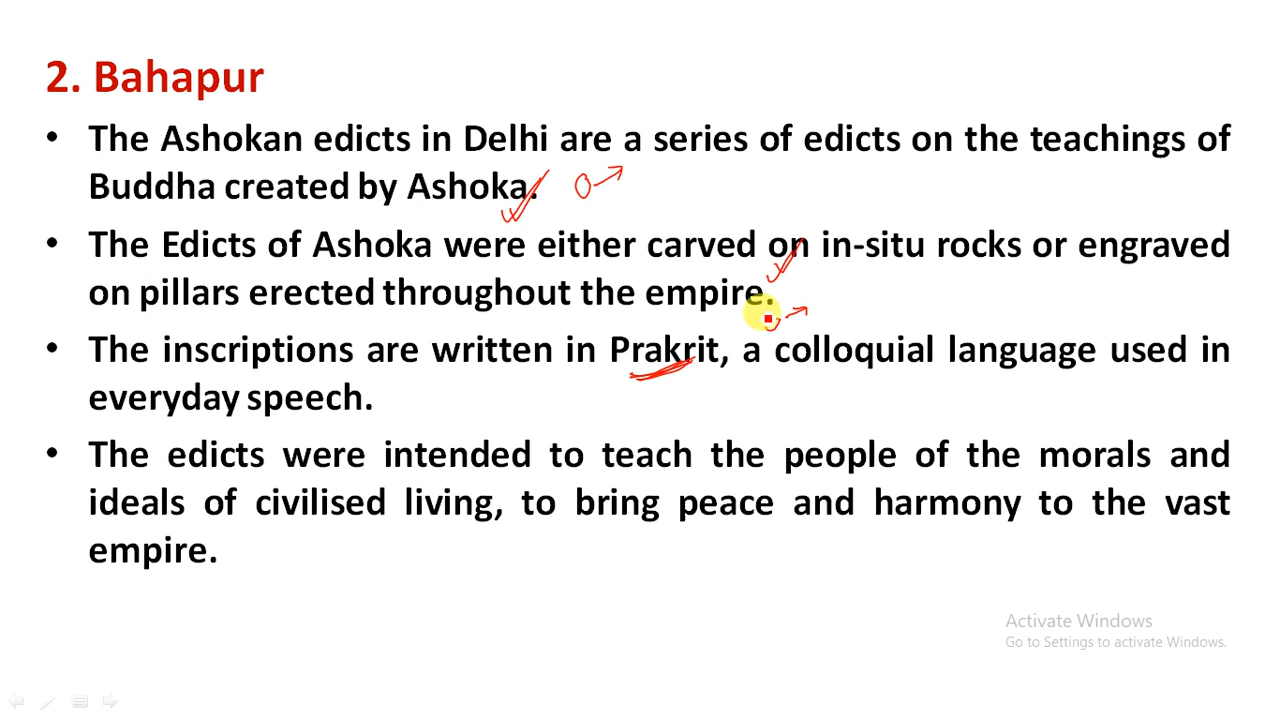 2. Bahapur
• The Ashokan edicts in Delhi are a series of edicts on the teachings of
Buddha created by Ashoka.
• The Edicts of Ashoka were either carved on in-situ rocks or engraved
on pillars erected throughout the empire.
• The inscriptions are written in Prakrit, a colloquial language used in
everyday speech.
• The edicts were intended to teach the people of the morals and
ideals of civilised living, to bring peace and harmony to the vast
empire.
Activate Windows
Go to Settings to activate Windows.